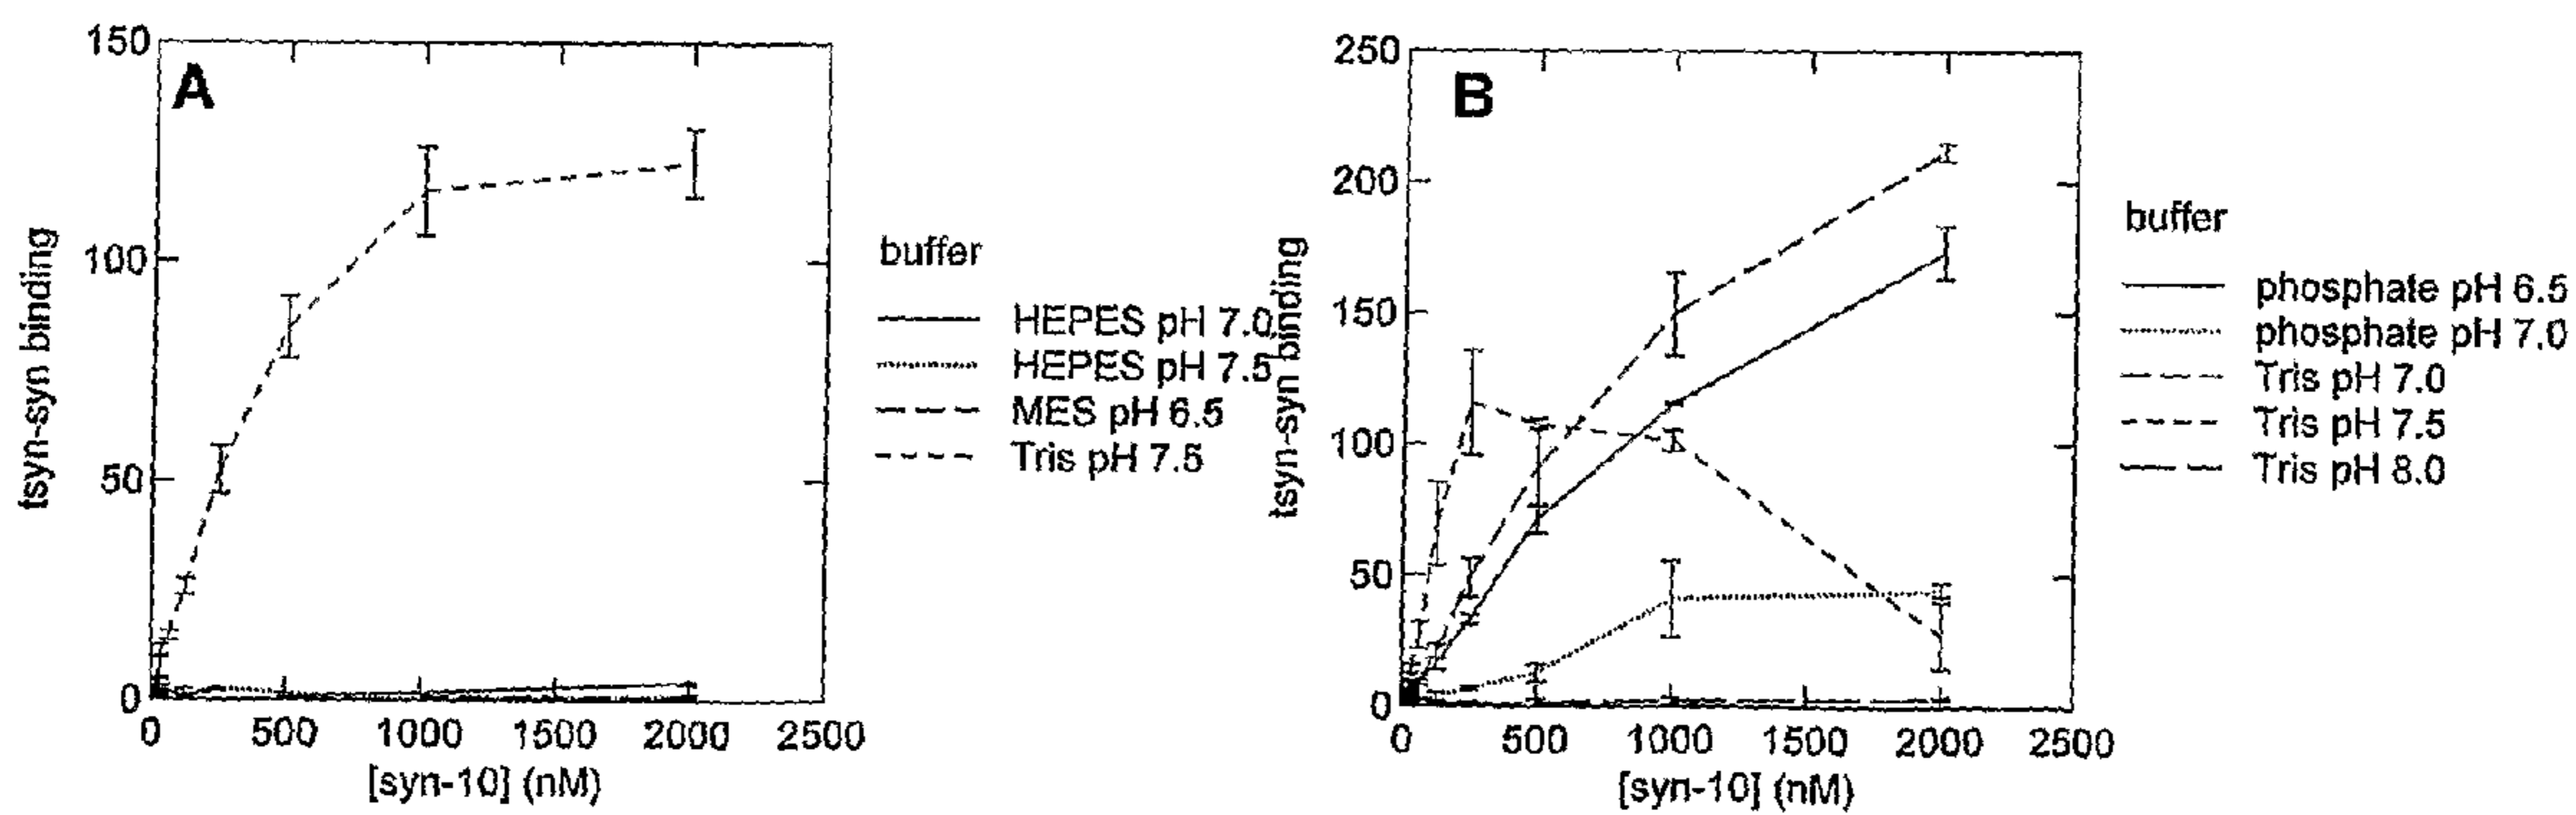 A
150
100
50
0
0 500 1000 1500 2000 2500
tsyn-syn binding
[syn-10] (nM)
buffer
HEPES pH 7.0
HEPES pH 7.5
MES pH 6.5
Tris pH 7.5
B
250
200
150
100
50
0
0 500 1000 1500 2000 2500
tsyn-syn binding
[syn-10] (nM)
buffer
phosphate pH 6.5
phosphate pH 7.0
Tris pH 7.0
Tris pH 7.5
Tris pH 8.0